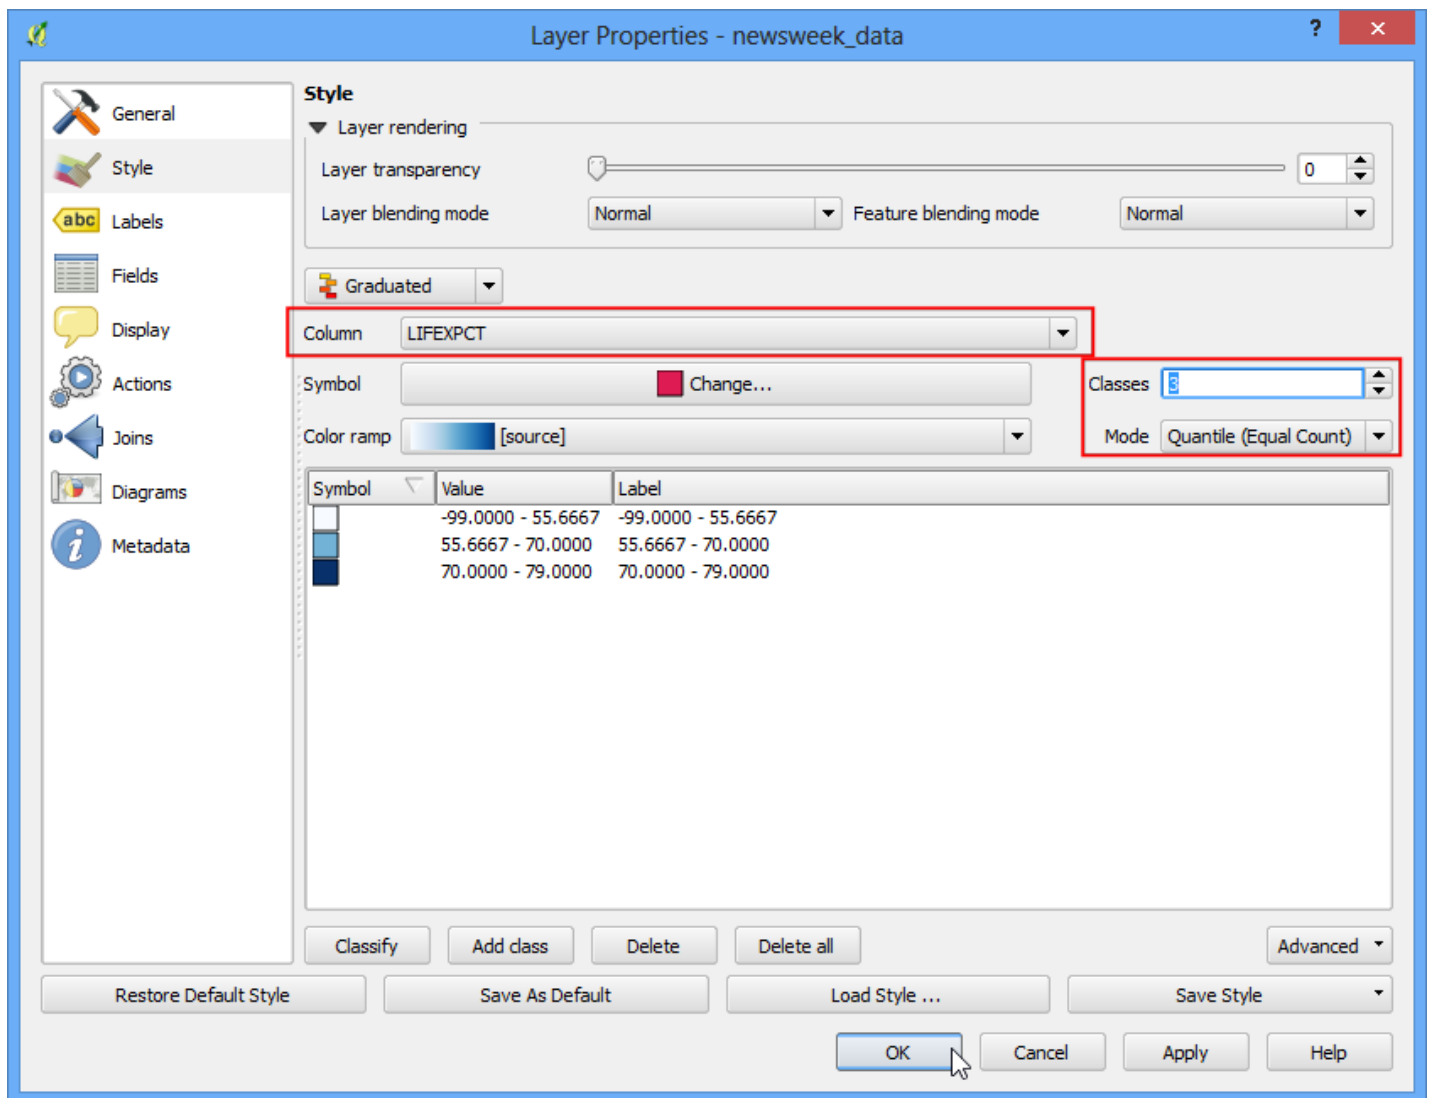 Layer Properties - newsweek_data
? ×
General
Style
Labels
Fields
Display
Actions
Joins
Diagrams
Metadata
abc
Style
Layer rendering
Layer transparency 0
Layer blending mode Normal Feature blending mode Normal
Graduated
Column LIFEXPCT
Symbol Change... Classes 3
Color ramp [source] Mode Quantile (Equal Count)
Symbol Value Label
-99.0000 - 55.6667 -99.0000 - 55.6667
55.6667 - 70.0000 55.6667 - 70.0000
70.0000 - 79.0000 70.0000 - 79.0000
Classify Add class Delete Delete all Advanced
Restore Default Style Save As Default Load Style ... Save Style
OK Cancel Apply Help